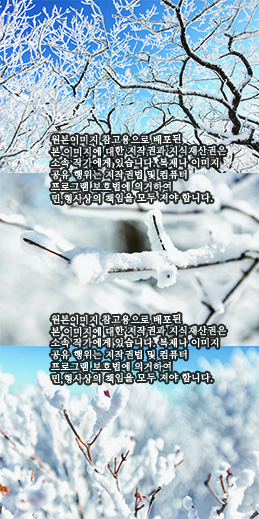 원본이미지 참고용으로 배포된
본 이미지에 대한 저작권과 지식재산권은
소속 작가에게 있습니다. 복제나 이미지
공유 행위는 저작권법 및 컴퓨터
프로그램 보호법에 의거하여
민,형사상의 책임을 모두 져야 합니다.
원본이미지 참고용으로 배포된
본 이미지에 대한 저작권과 지식재산권은
소속 작가에게 있습니다. 복제나 이미지
공유 행위는 저작권법 및 컴퓨터
프로그램 보호법에 의거하여
민,형사상의 책임을 모두 져야 합니다.